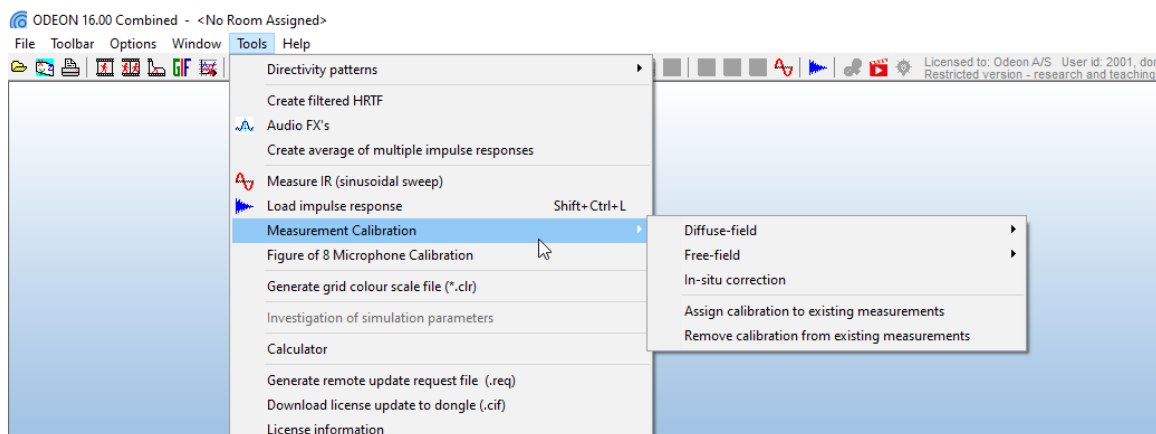 ODEON 16.00 Combined - <No Room Assigned>
File Toolbar Options Window Tools Help
GIF
Licensed to: Odeon A/S User id: 2001, dor
Restricted version - research and teaching
Directivity patterns
Create filtered HRTF
Audio FX's
Create average of multiple impulse responses
Measure IR (sinusoidal sweep)
Load impulse response Shift+Ctrl+L
Measurement Calibration
Figure of 8 Microphone Calibration
Generate grid colour scale file (*.clr)
Investigation of simulation parameters
Calculator
Generate remote update request file (.req)
Download license update to dongle (.cif)
License information
Diffuse-field
Free-field
In-situ correction
Assign calibration to existing measurements
Remove calibration from existing measurements